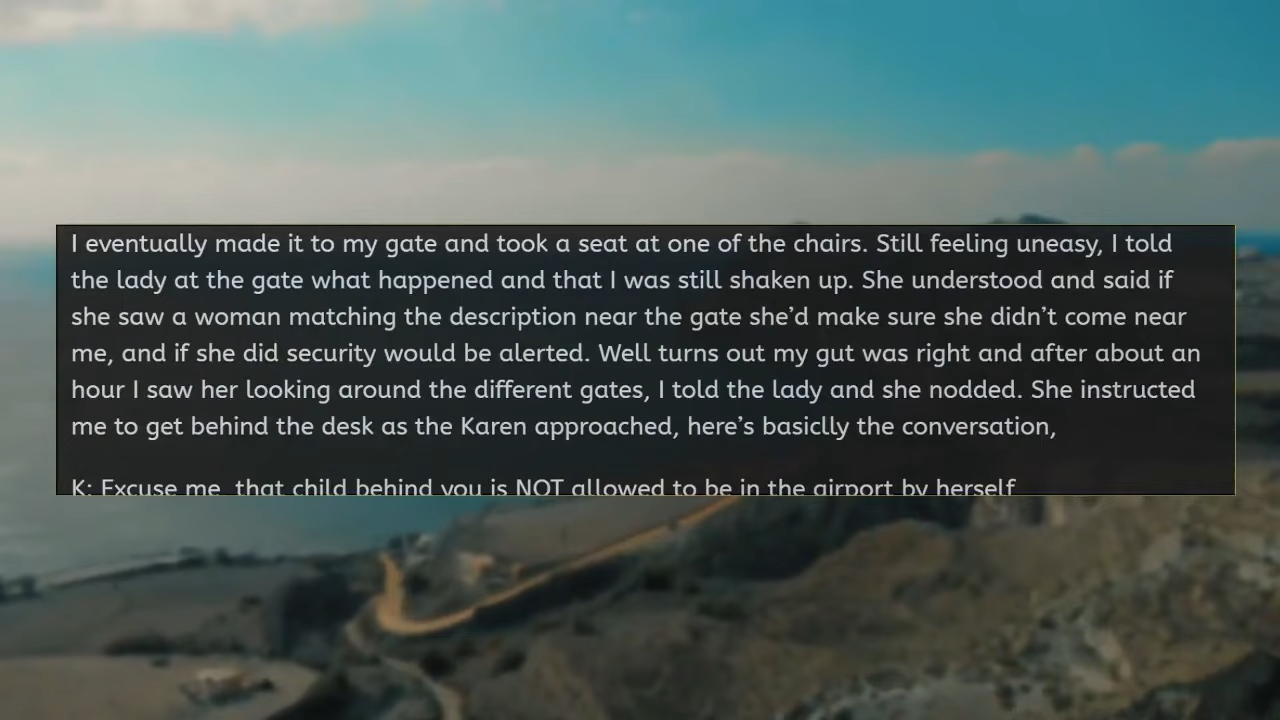 I eventually made it to my gate and took a seat at one of the chairs. Still feeling uneasy, I told
the lady at the gate what happened and that I was still shaken up. She understood and said if
she saw a woman matching the description near the gate she’d make sure she didn’t come near
me, and if she did security would be alerted. Well turns out my gut was right and after about an
hour I saw her looking around the different gates, I told the lady and she nodded. She instructed
me to get behind the desk as the Karen approached, here’s basiclly the conversation,
K: Excuse me, that child behind you is NOT allowed to be in the airport by herself